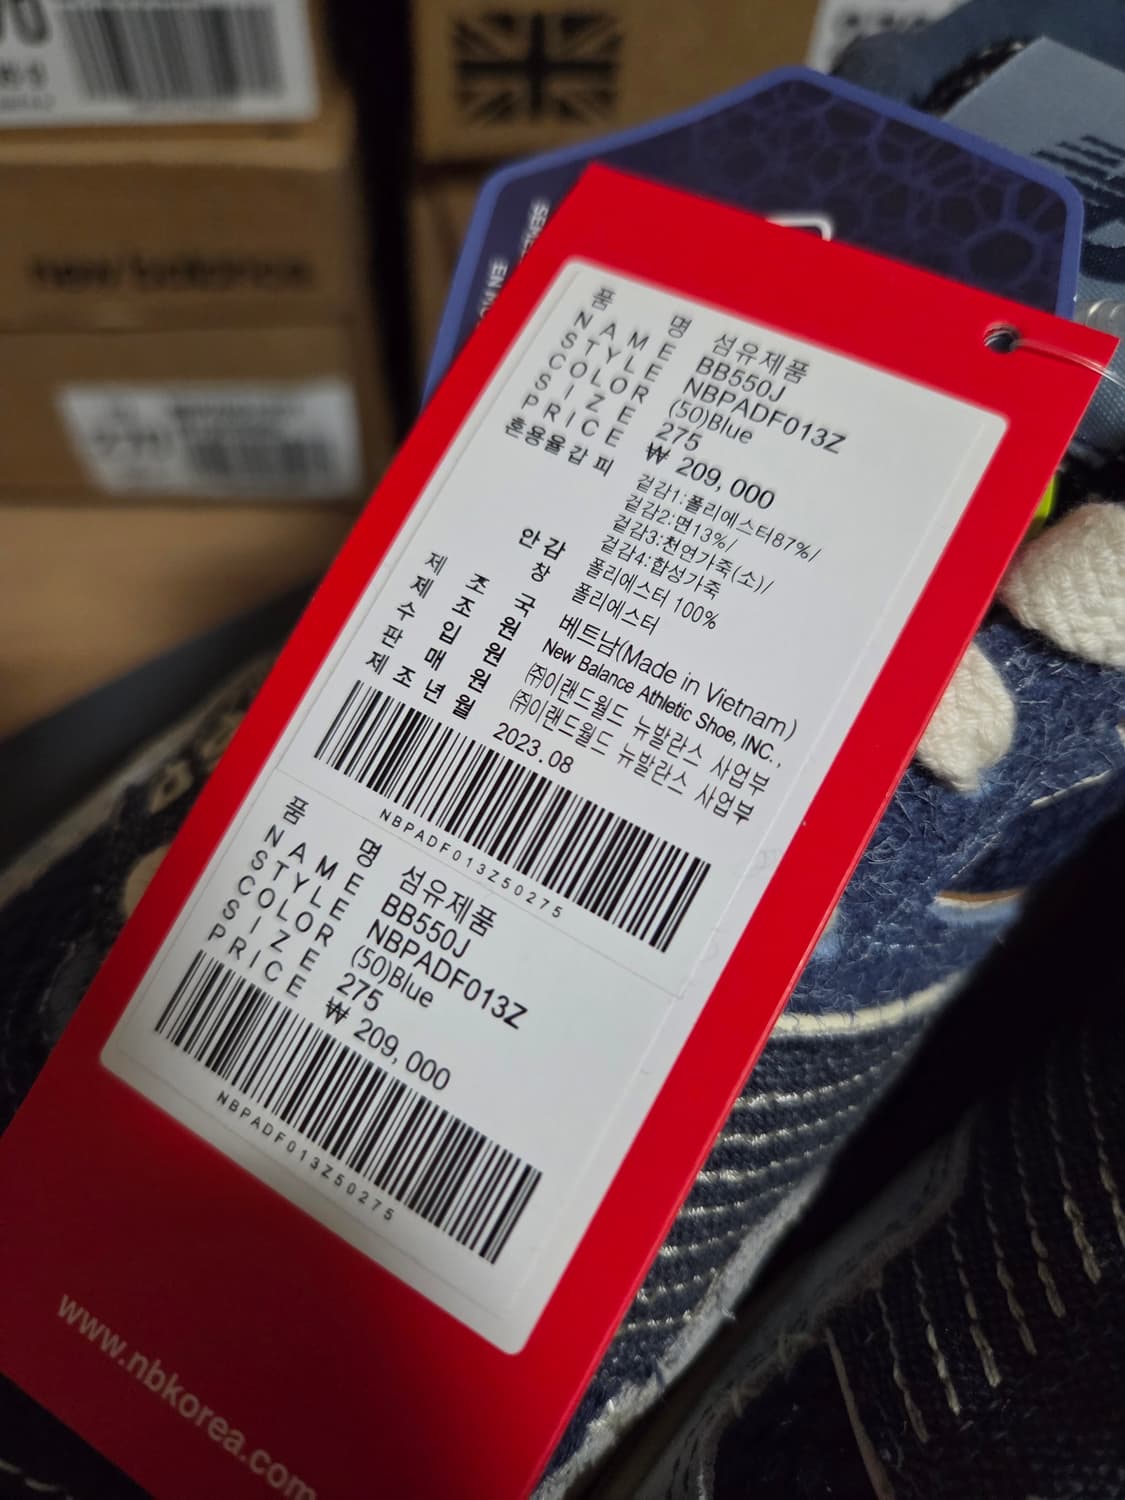 new balance
SERE
EN
품 명 섬유제품
NAME BB550J
STYLE NBPADF013Z
COLOR (50)Blue
SIZE 275
PRICE ₩ 209,000
혼용율겉피 겉감1:폴리에스터87%/
겉감2:면13%/
겉감3:천연가죽(소)/
겉감4:합성가죽
안감 폴리에스터 100%
창 폴리에스터
제 조 국 베트남(Made in Vietnam)
제 조 원 New Balance Athletic Shoe, INC.,
수 입 원 ㈜이랜드월드 뉴발란스 사업부
판 매 원 ㈜이랜드월드 뉴발란스 사업부
제조년월 2023.08
NBPADF013Z50275
품 명 섬유제품
NAME BB550J
STYLE NBPADF013Z
COLOR (50)Blue
SIZE 275
PRICE ₩ 209,000
NBPADF013Z50275
www.nbkorea.com